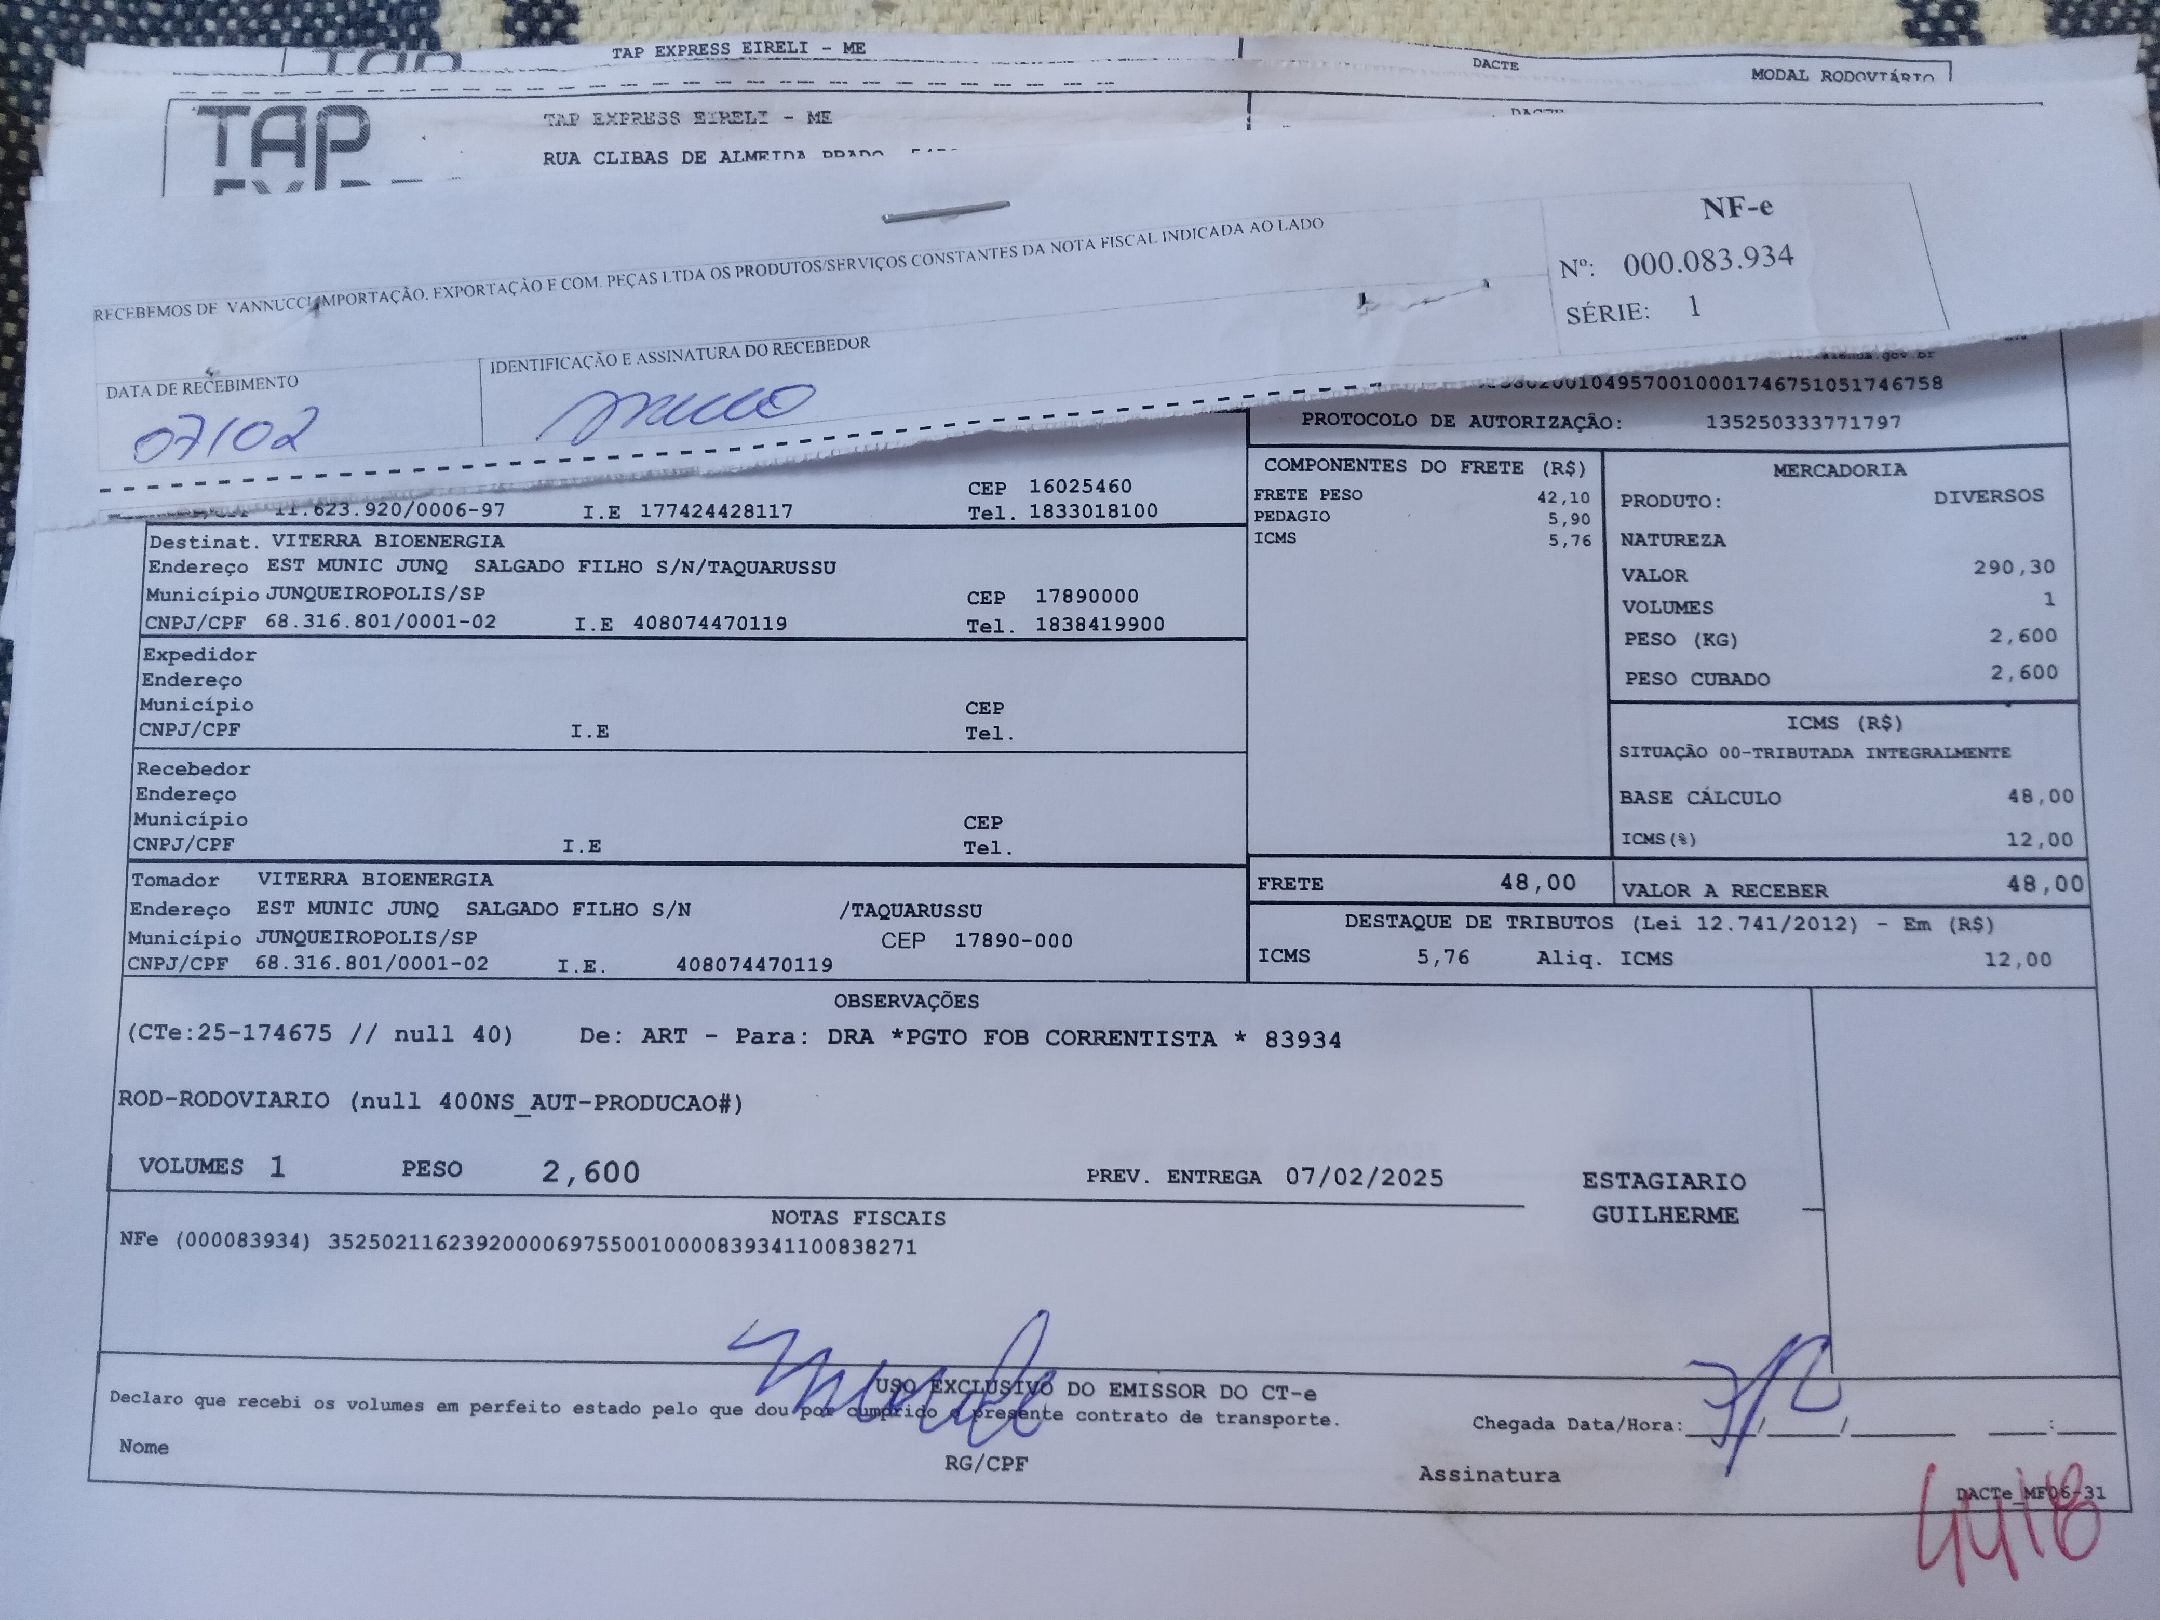 TAP EXPRESS EIRELI - ME
DACTE
MODAL RODOVIÁRIO
TAP
TAP EXPRESS EIRELI - ME
RUA CLIBAS DE ALMEIDA PRADO
NF-e
Nº: 000.083.934
SÉRIE: 1
RECEBEMOS DE VANNUCCI IMPORTAÇÃO, EXPORTAÇÃO E COM. PEÇAS LTDA OS PRODUTOS/SERVIÇOS CONSTANTES DA NOTA FISCAL INDICADA AO LADO
DATA DE RECEBIMENTO
07/02
IDENTIFICAÇÃO E ASSINATURA DO RECEBEDOR
.gov.br
01049570010001746751051746758
PROTOCOLO DE AUTORIZAÇÃO: 135250333771797
CEP 16025460
11.623.920/0006-97 I.E 177424428117 Tel. 1833018100
Destinat. VITERRA BIOENERGIA
Endereço EST MUNIC JUNQ SALGADO FILHO S/N/TAQUARUSSU
Município JUNQUEIROPOLIS/SP CEP 17890000
CNPJ/CPF 68.316.801/0001-02 I.E 408074470119 Tel. 1838419900
Expedidor
Endereço
Município CEP
CNPJ/CPF I.E Tel.
Recebedor
Endereço
Município CEP
CNPJ/CPF I.E Tel.
Tomador VITERRA BIOENERGIA
Endereço EST MUNIC JUNQ SALGADO FILHO S/N /TAQUARUSSU
Município JUNQUEIROPOLIS/SP CEP 17890-000
CNPJ/CPF 68.316.801/0001-02 I.E. 408074470119
COMPONENTES DO FRETE (R$)
FRETE PESO 42,10
PEDAGIO 5,90
ICMS 5,76
MERCADORIA
PRODUTO: DIVERSOS
NATUREZA
VALOR 290,30
VOLUMES 1
PESO (KG) 2,600
PESO CUBADO 2,600
ICMS (R$)
SITUAÇÃO 00-TRIBUTADA INTEGRALMENTE
BASE CÁLCULO 48,00
ICMS(%) 12,00
FRETE 48,00 VALOR A RECEBER 48,00
DESTAQUE DE TRIBUTOS (Lei 12.741/2012) - Em (R$)
ICMS 5,76 Aliq. ICMS 12,00
OBSERVAÇÕES
(CTe:25-174675 // null 40) De: ART - Para: DRA *PGTO FOB CORRENTISTA * 83934
ROD-RODOVIARIO (null 400NS_AUT-PRODUCAO#)
VOLUMES 1 PESO 2,600 PREV. ENTREGA 07/02/2025
ESTAGIARIO
GUILHERME
NOTAS FISCAIS
NFe (000083934) 35250211623920000697550010000839341100838271
USO EXCLUSIVO DO EMISSOR DO CT-e
Declaro que recebi os volumes em perfeito estado pelo que dou por cumprido o presente contrato de transporte.
Chegada Data/Hora: 7/2
Nome RG/CPF Assinatura
DACTe_MF06-31
4418